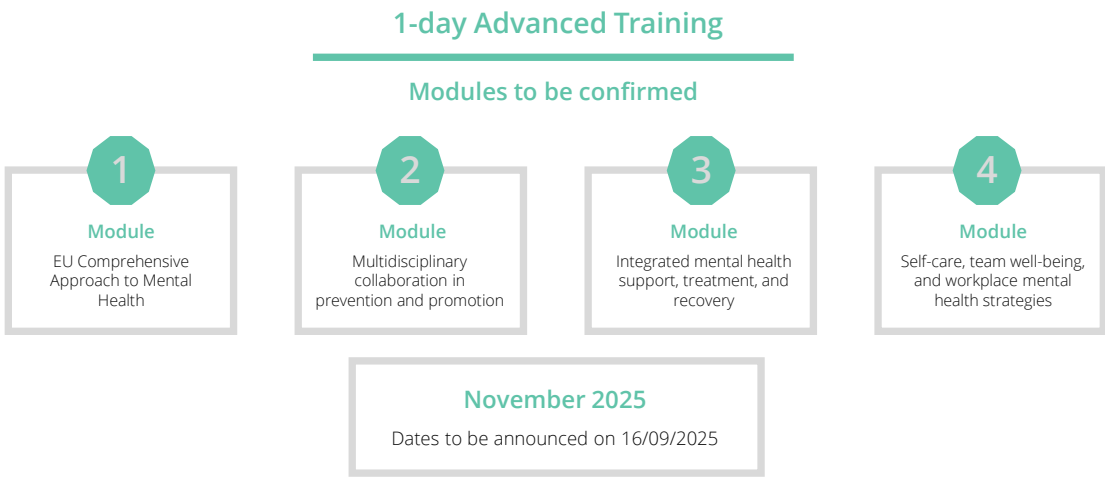 1-day Advanced Training
Modules to be confirmed
1
Module
EU Comprehensive
Approach to Mental
Health
2
Module
Multidisciplinary
collaboration in
prevention and promotion
3
Module
Integrated mental health
support, treatment, and
recovery
4
Module
Self-care, team well-being,
and workplace mental
health strategies
November 2025
Dates to be announced on 16/09/2025